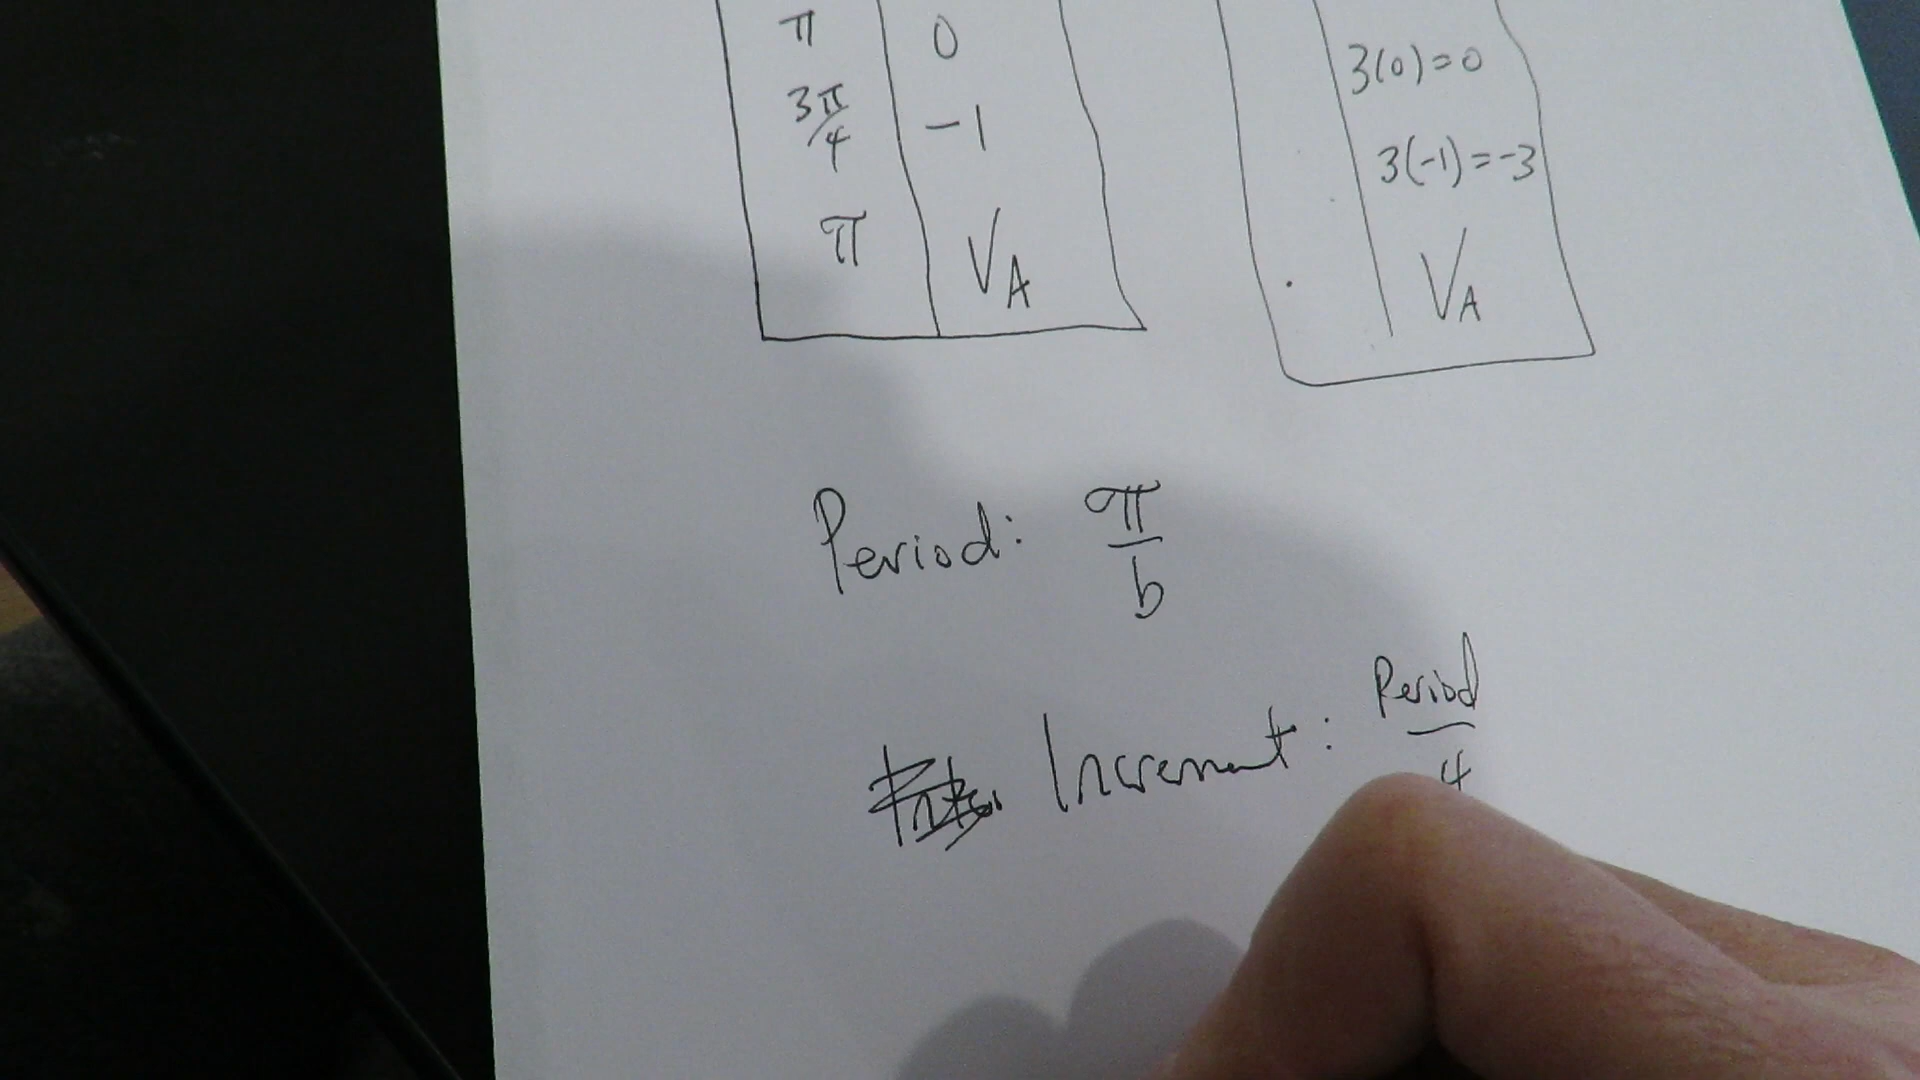 π 0 3(0)=0
3π/4 -1 3(-1)=-3
π VA VA
Period: π/b
Increment: Period/4